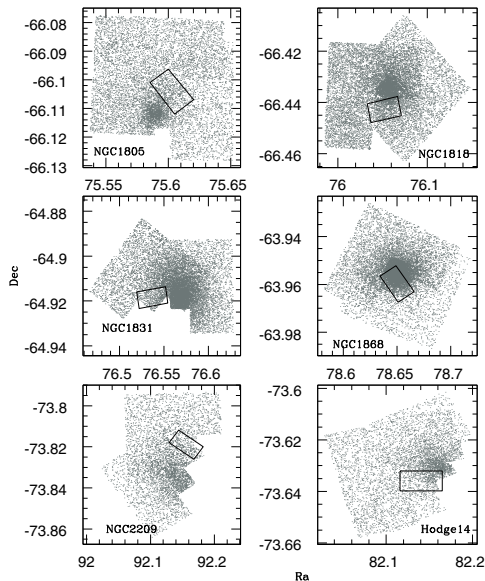 -66.08
-66.09
-66.1
-66.11
-66.12
-66.13
NGC1805
75.55 75.6 75.65
-66.42
-66.44
-66.46
NGC1818
76 76.1
-64.88
-64.9
-64.92
-64.94
NGC1831
76.5 76.55 76.6
-63.94
-63.96
-63.98
NGC1868
78.6 78.65 78.7
Dec
-73.8
-73.82
-73.84
-73.86
NGC2209
92 92.1 92.2
-73.6
-73.62
-73.64
-73.66
Hodge14
82.1 82.2
Ra